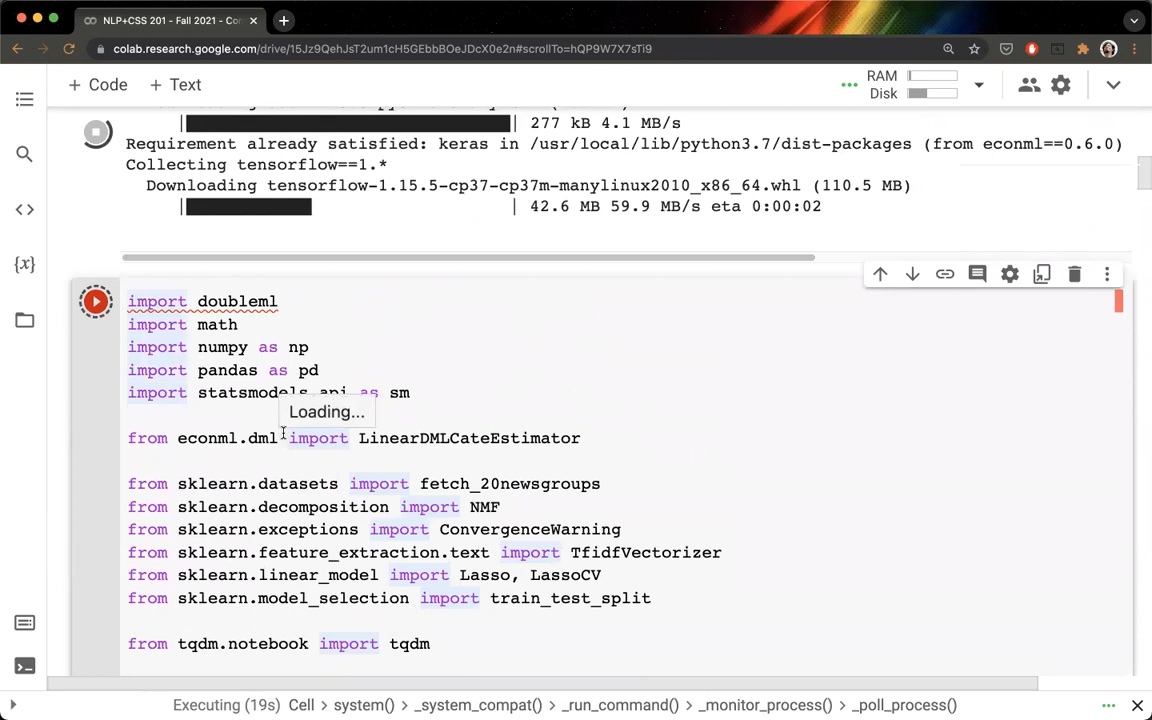 NLP+CSS 201 - Fall 2021 - Con
colab.research.google.com/drive/15Jz9QehJsT2um1cH5GEbbBOeJDcX0e2n#scrollTo=hQP9W7X7sTi9
+ Code + Text
RAM
Disk
277 kB 4.1 MB/s
Requirement already satisfied: keras in /usr/local/lib/python3.7/dist-packages (from econml==0.6.0)
Collecting tensorflow==1.*
Downloading tensorflow-1.15.5-cp37-cp37m-manylinux2010_x86_64.whl (110.5 MB)
| 42.6 MB 59.9 MB/s eta 0:00:02
import doubleml
import math
import numpy as np
import pandas as pd
import statsmodels.api as sm
Loading...
from econml.dml import LinearDMLCateEstimator
from sklearn.datasets import fetch_20newsgroups
from sklearn.decomposition import NMF
from sklearn.exceptions import ConvergenceWarning
from sklearn.feature_extraction.text import TfidfVectorizer
from sklearn.linear_model import Lasso, LassoCV
from sklearn.model_selection import train_test_split
from tqdm.notebook import tqdm
Executing (19s) Cell > system() > _system_compat() > _run_command() > _monitor_process() > _poll_process()